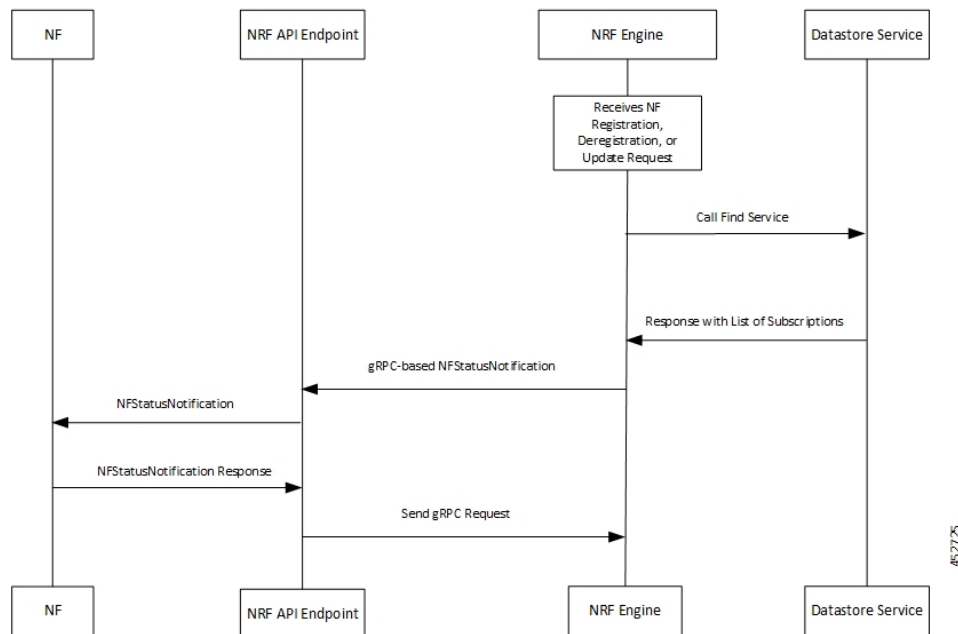 NF
NRF API Endpoint
NRF Engine
Datastore Service
Receives NF
Registration,
Deregistration, or
Update Request
Call Find Service
Response with List of Subscriptions
gRPC-based NFStatusNotification
NFStatusNotification
NFStatusNotification Response
Send gRPC Request
452725
NF
NRF API Endpoint
NRF Engine
Datastore Service